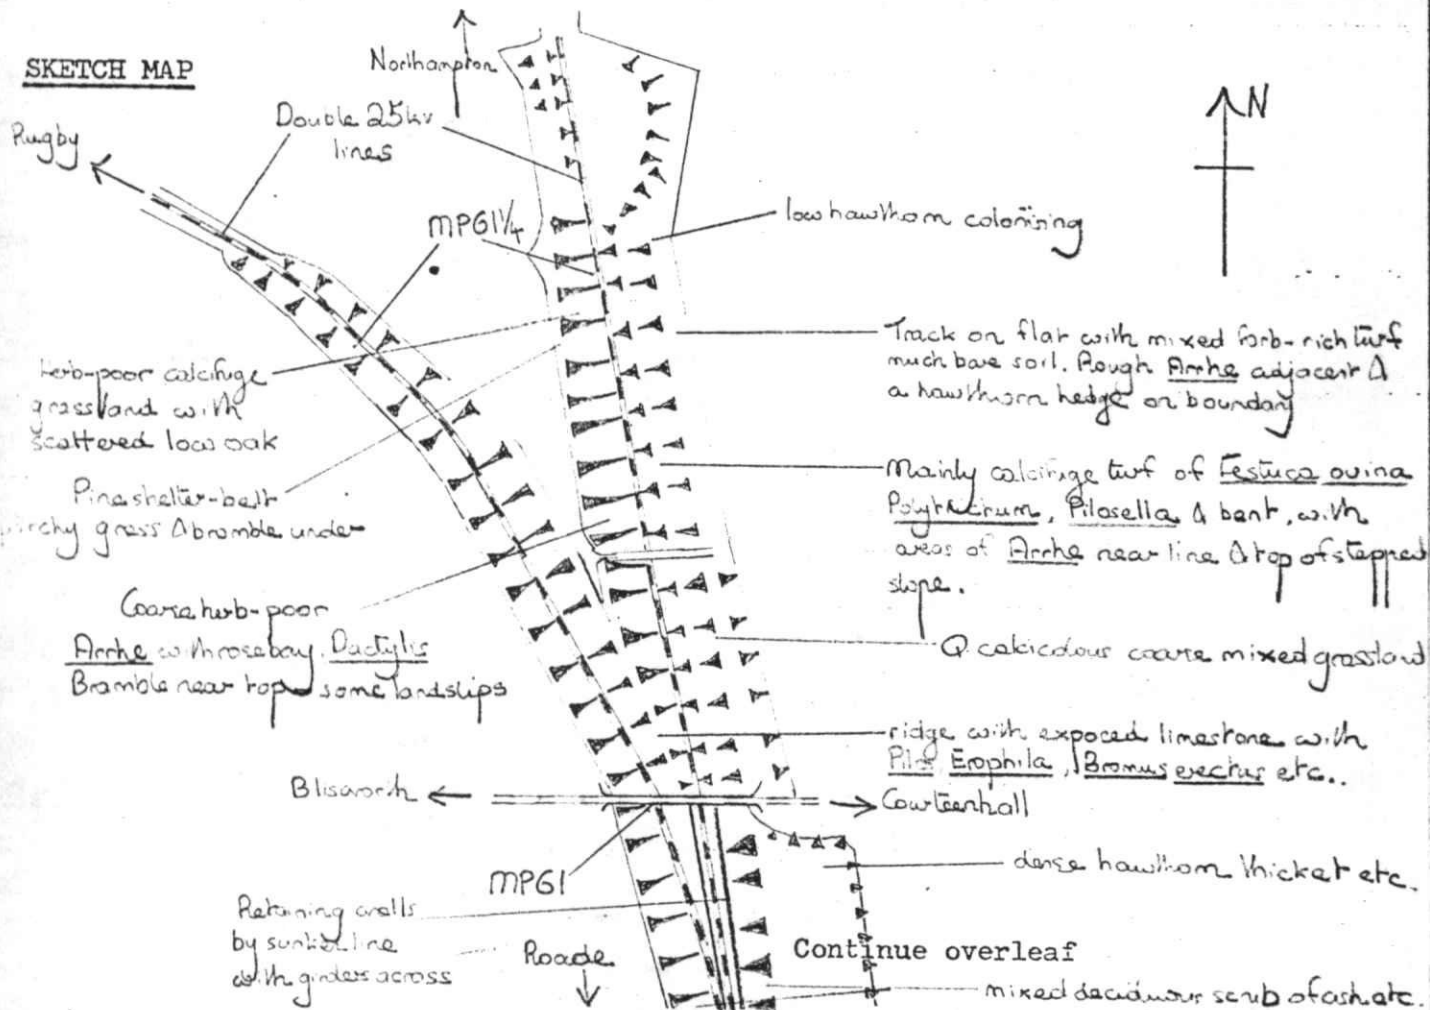 SKETCH MAP
Northampton
N
Double 25kv
lines
Rugby
MP61¼
low hawthorn colonising
Track on flat with mixed forb-rich turf
much bare soil. Rough Arrhe adjacent &
a hawthorn hedge on boundary
herb-poor calcifuge
grassland with
scattered low oak
Mainly calcifuge turf of Festuca ovina
Polytrichum, Pilosella & bent, with
areas of Arrhe near line & top of stepped
slope.
Pine shelter-belt
grass & bramble under
Coarse herb-poor
Arrhe with rosebay, Dactylis
Bramble near top some landslips
Q calcicolous coarse mixed grassland
ridge with exposed limestone with
Pilos, Erophila, Bromus erectus etc..
Blisworth
Courteenhall
dense hawthorn thicket etc.
MP61
Retaining walls
by sunken line
with girders across
Roade
Continue overleaf
mixed deciduous scrub of ash etc.